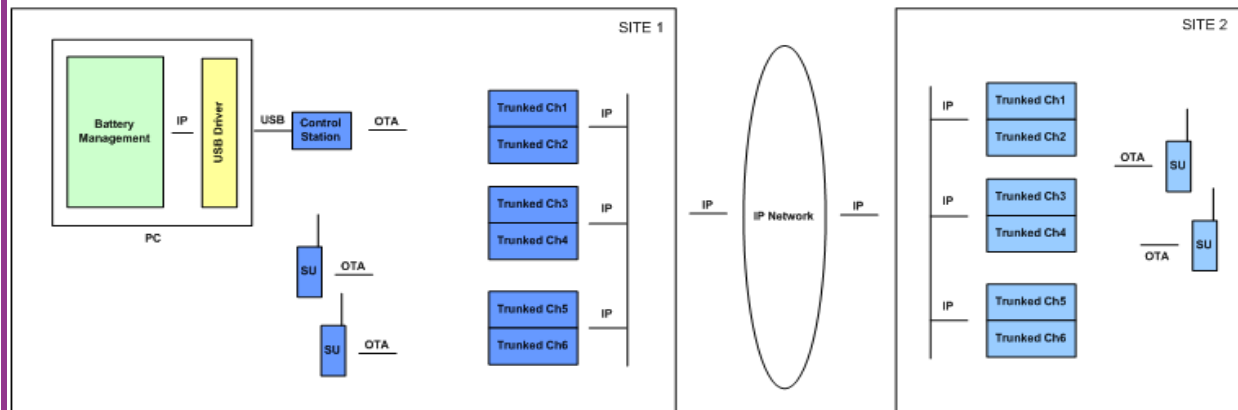 SITE 1
Battery
Management
IP
USB Driver
PC
USB
Control
Station
OTA
SU
OTA
SU
OTA
Trunked Ch1
Trunked Ch2
IP
Trunked Ch3
Trunked Ch4
IP
Trunked Ch5
Trunked Ch6
IP
IP
IP Network
IP
SITE 2
IP
Trunked Ch1
Trunked Ch2
IP
Trunked Ch3
Trunked Ch4
IP
Trunked Ch5
Trunked Ch6
OTA
SU
OTA
SU